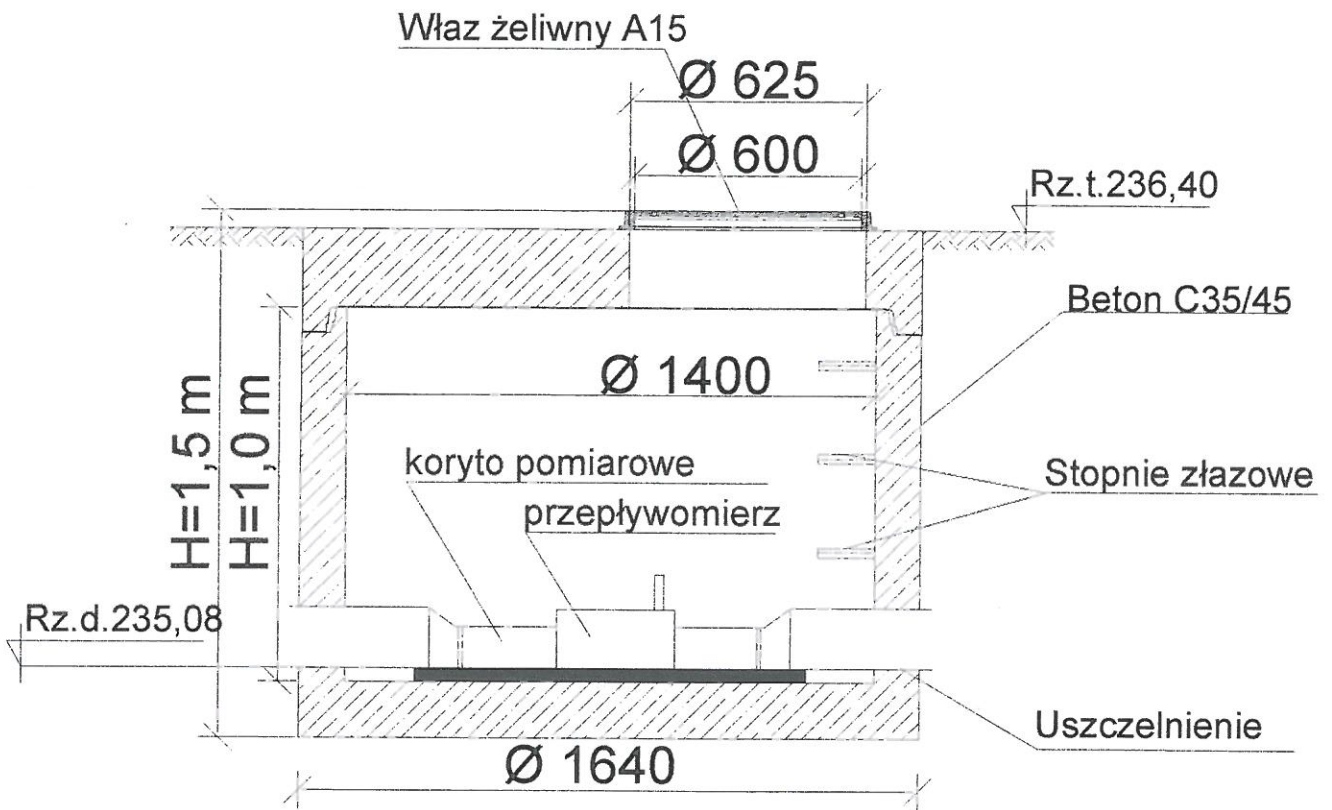 Właz żeliwny A15
Ø 625
Ø 600
Rz.t.236,40
Beton C35/45
Ø 1400
H=1,5 m
H=1,0 m
koryto pomiarowe
przepływomierz
Stopnie złazowe
Rz.d.235,08
Uszczelnienie
Ø 1640